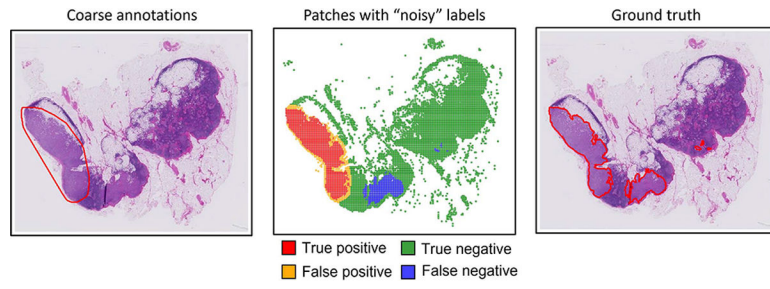 Coarse annotations
Patches with “noisy” labels
Ground truth
True positive
True negative
False positive
False negative